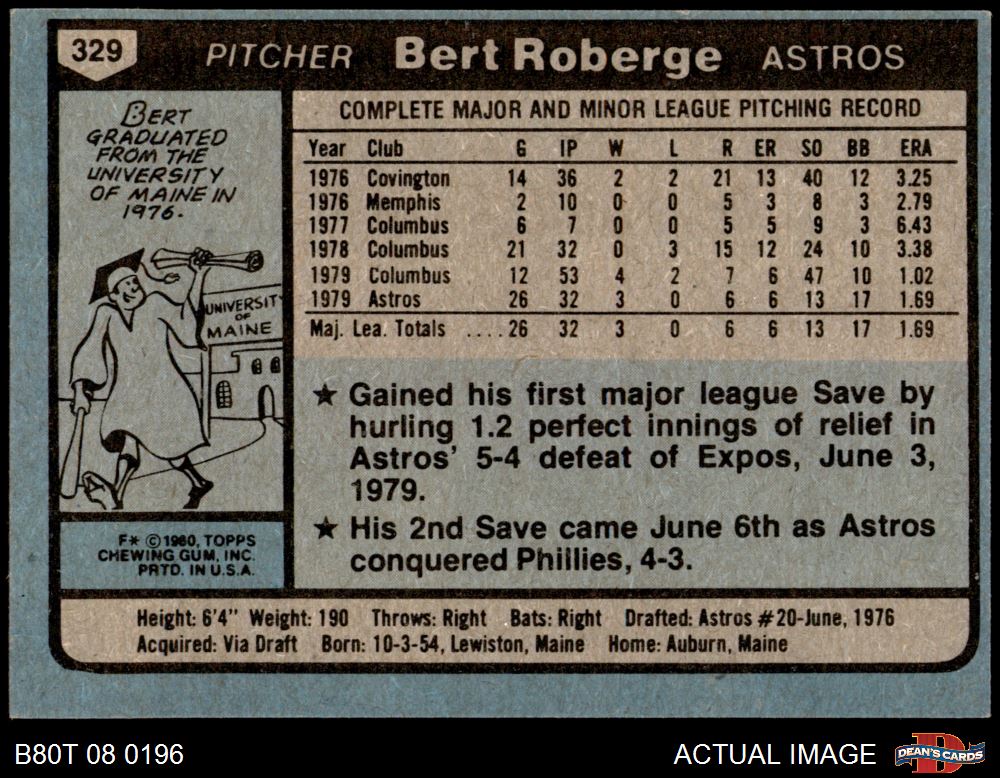 329 PITCHER Bert Roberge ASTROS
BERT
GRADUATED
FROM THE
UNIVERSITY
OF MAINE IN
1976.
UNIVERSITY
OF
MAINE
F* © 1980, TOPPS
CHEWING GUM, INC.
PRTD. IN U.S.A.
COMPLETE MAJOR AND MINOR LEAGUE PITCHING RECORD
Year Club G IP W L R ER SO BB ERA
1976 Covington 14 36 2 2 21 13 40 12 3.25
1976 Memphis 2 10 0 0 5 3 8 3 2.79
1977 Columbus 6 7 0 0 5 5 9 3 6.43
1978 Columbus 21 32 0 3 15 12 24 10 3.38
1979 Columbus 12 53 4 2 7 6 47 10 1.02
1979 Astros 26 32 3 0 6 6 13 17 1.69
Maj. Lea. Totals ....26 32 3 0 6 6 13 17 1.69
★ Gained his first major league Save by
hurling 1.2 perfect innings of relief in
Astros' 5-4 defeat of Expos, June 3,
1979.
★ His 2nd Save came June 6th as Astros
conquered Phillies, 4-3.
Height: 6'4" Weight: 190 Throws: Right Bats: Right Drafted: Astros #20-June, 1976
Acquired: Via Draft Born: 10-3-54, Lewiston, Maine Home: Auburn, Maine
B80T 08 0196 ACTUAL IMAGE DEAN'S CARDS